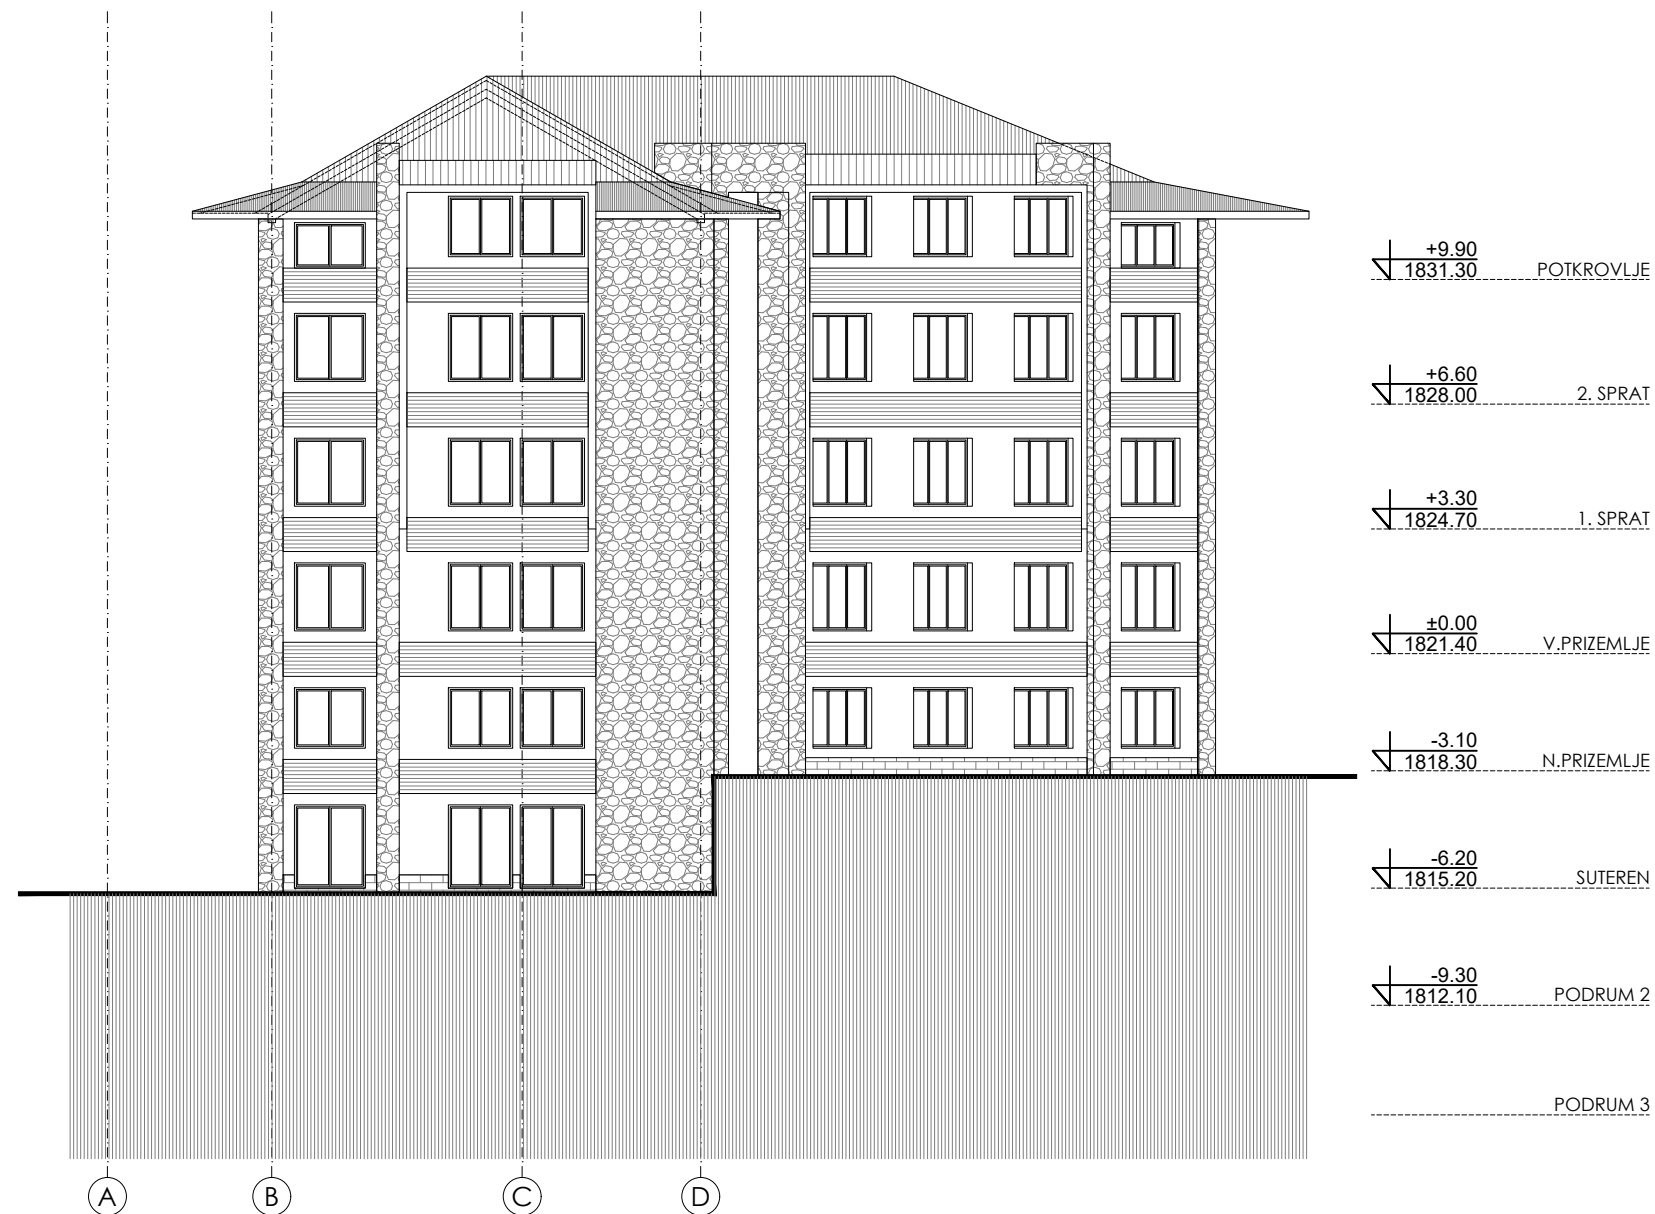 +9.90
1831.30 POTKROVLJE
+6.60
1828.00 2. SPRAT
+3.30
1824.70 1. SPRAT
±0.00
1821.40 V.PRIZEMLJE
-3.10
1818.30 N.PRIZEMLJE
-6.20
1815.20 SUTEREN
-9.30
1812.10 PODRUM 2
PODRUM 3
A B C D